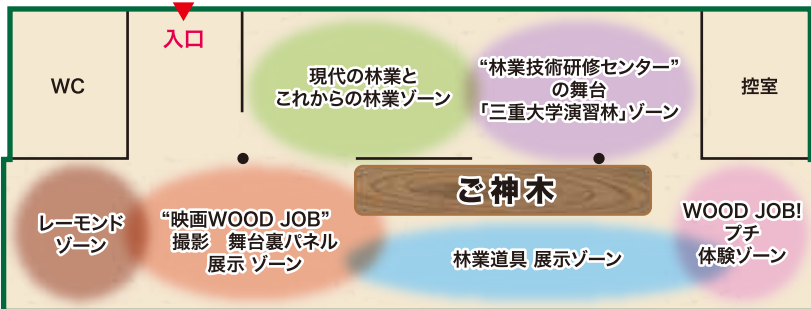 入口
WC
現代の林業と
これからの林業ゾーン
“林業技術研修センター”
の舞台
「三重大学演習林」ゾーン
控室
ご神木
レーモンド
ゾーン
“映画WOOD JOB”
撮影　舞台裏パネル
展示 ゾーン
林業道具 展示ゾーン
WOOD JOB!
プチ
体験ゾーン